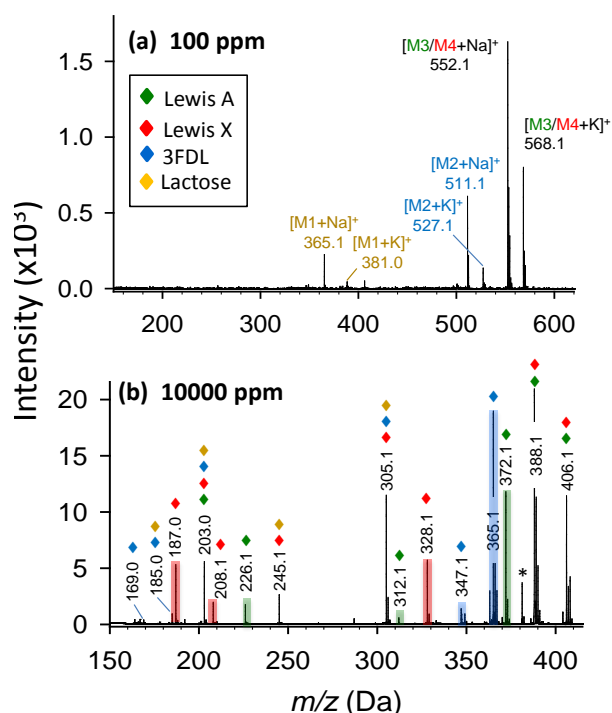 Intensity (x10³)
(a) 100 ppm
Lewis A
Lewis X
3FDL
Lactose
[M3/M4+Na]⁺
552.1
[M3/M4+K]⁺
568.1
[M2+Na]⁺
511.1
[M2+K]⁺
527.1
[M1+Na]⁺
365.1
[M1+K]⁺
381.0
1.5
1.0
0.5
0.0
200 300 400 500 600
(b) 10000 ppm
20
15
10
5
0
169.0
185.0
187.0
203.0
208.1
226.1
245.1
305.1
312.1
328.1
347.1
365.1
372.1
*
388.1
406.1
150 200 250 300 350 400
m/z (Da)